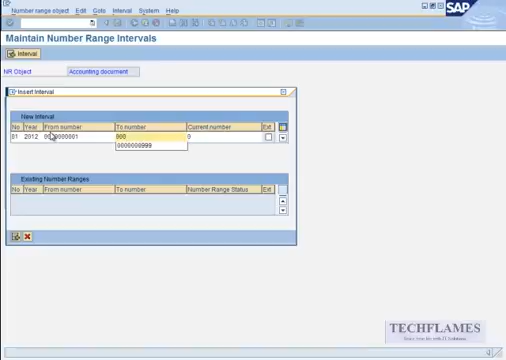 Number range object Edit Goto Interval System Help
SAP
Maintain Number Range Intervals
Interval
NR Object Accounting document
Insert Interval
New Interval
No Year From number To number Current number Ext
01 2012 0000000001 000 0
0000000999
Existing Number Ranges
No Year From number To number Number Range Status Ext
TECHFLAMES